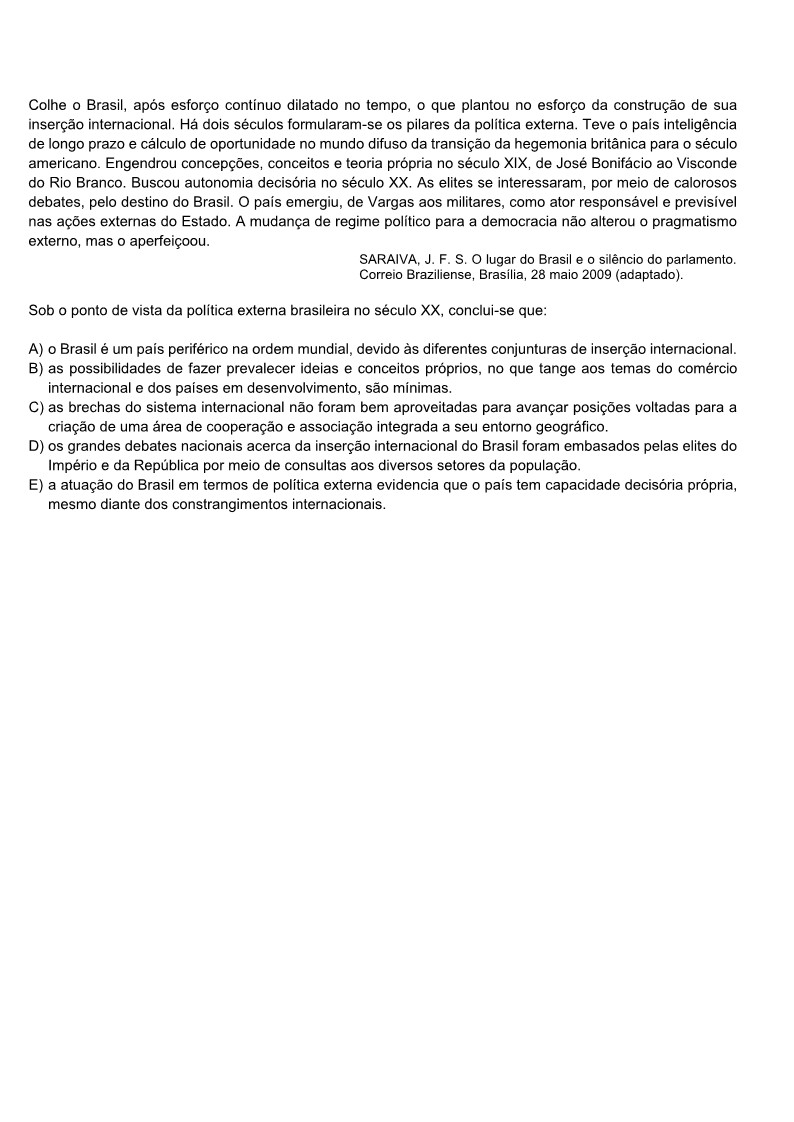 Colhe o Brasil, após esforço contínuo dilatado no tempo, o que plantou no esforço da construção de sua
inserção internacional. Há dois séculos formularam-se os pilares da política externa. Teve o país inteligência
de longo prazo e cálculo de oportunidade no mundo difuso da transição da hegemonia britânica para o século
americano. Engendrou concepções, conceitos e teoria própria no século XIX, de José Bonifácio ao Visconde
do Rio Branco. Buscou autonomia decisória no século XX. As elites se interessaram, por meio de calorosos
debates, pelo destino do Brasil. O país emergiu, de Vargas aos militares, como ator responsável e previsível
nas ações externas do Estado. A mudança de regime político para a democracia não alterou o pragmatismo
externo, mas o aperfeiçoou.
SARAIVA, J. F. S. O lugar do Brasil e o silêncio do parlamento.
Correio Braziliense, Brasília, 28 maio 2009 (adaptado).
Sob o ponto de vista da política externa brasileira no século XX, conclui-se que:
A) o Brasil é um país periférico na ordem mundial, devido às diferentes conjunturas de inserção internacional.
B) as possibilidades de fazer prevalecer ideias e conceitos próprios, no que tange aos temas do comércio
internacional e dos países em desenvolvimento, são mínimas.
C) as brechas do sistema internacional não foram bem aproveitadas para avançar posições voltadas para a
criação de uma área de cooperação e associação integrada a seu entorno geográfico.
D) os grandes debates nacionais acerca da inserção internacional do Brasil foram embasados pelas elites do
Império e da República por meio de consultas aos diversos setores da população.
E) a atuação do Brasil em termos de política externa evidencia que o país tem capacidade decisória própria,
mesmo diante dos constrangimentos internacionais.